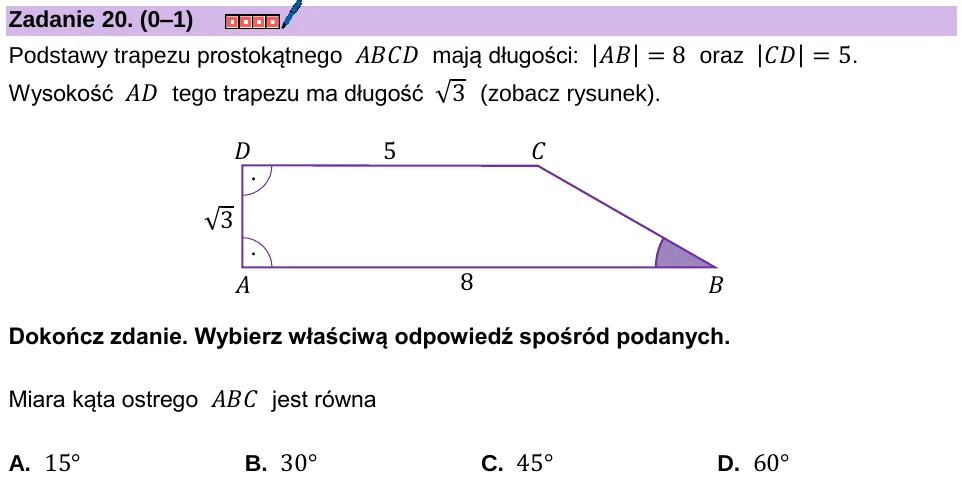 Zadanie 20. (0–1)
Podstawy trapezu prostokątnego ABCD mają długości: |AB| = 8 oraz |CD| = 5.
Wysokość AD tego trapezu ma długość √3 (zobacz rysunek).
D 5 C
√3
A 8 B
Dokończ zdanie. Wybierz właściwą odpowiedź spośród podanych.
Miara kąta ostrego ABC jest równa
A. 15° B. 30° C. 45° D. 60°